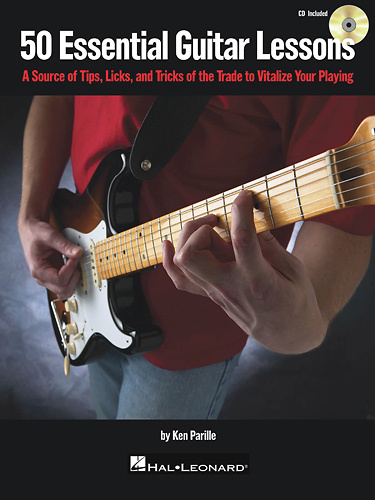 CD Included
50 Essential Guitar Lessons
A Source of Tips, Licks, and Tricks of the Trade to Vitalize Your Playing
by Ken Parille
HAL•LEONARD®